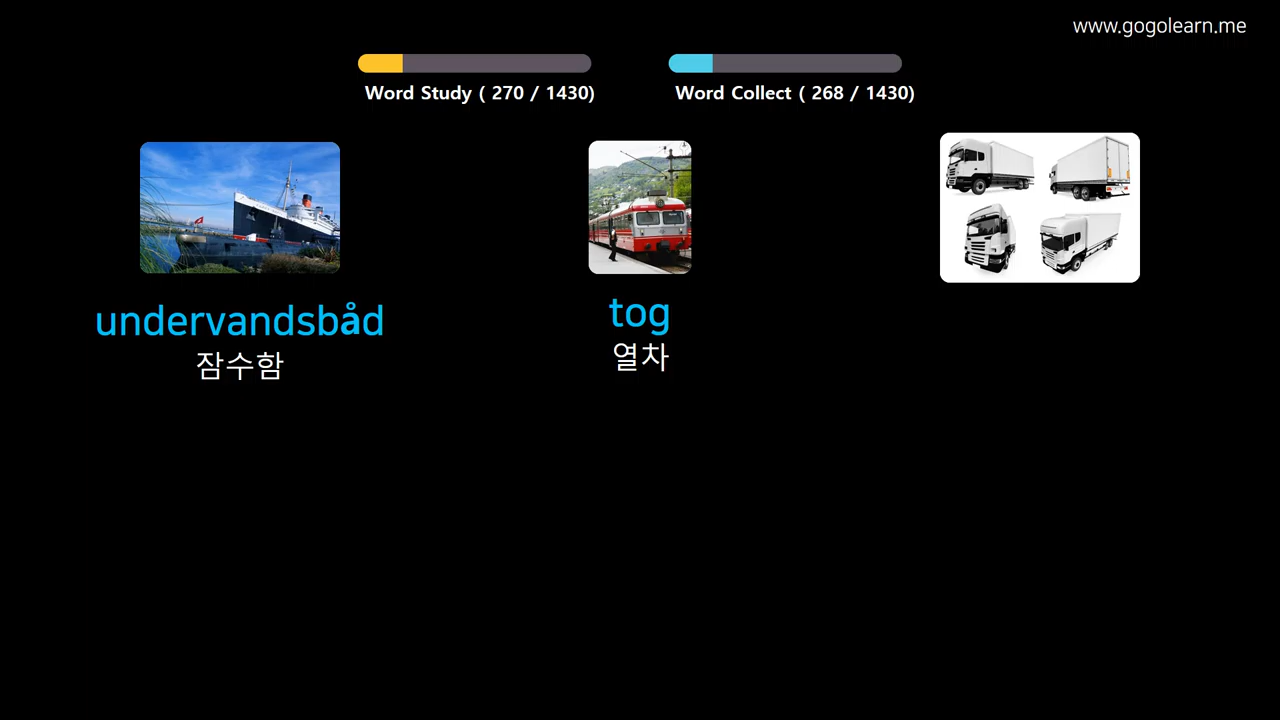 www.gogolearn.me
Word Study ( 270 / 1430)
Word Collect ( 268 / 1430)
undervandsbåd
잠수함
tog
열차